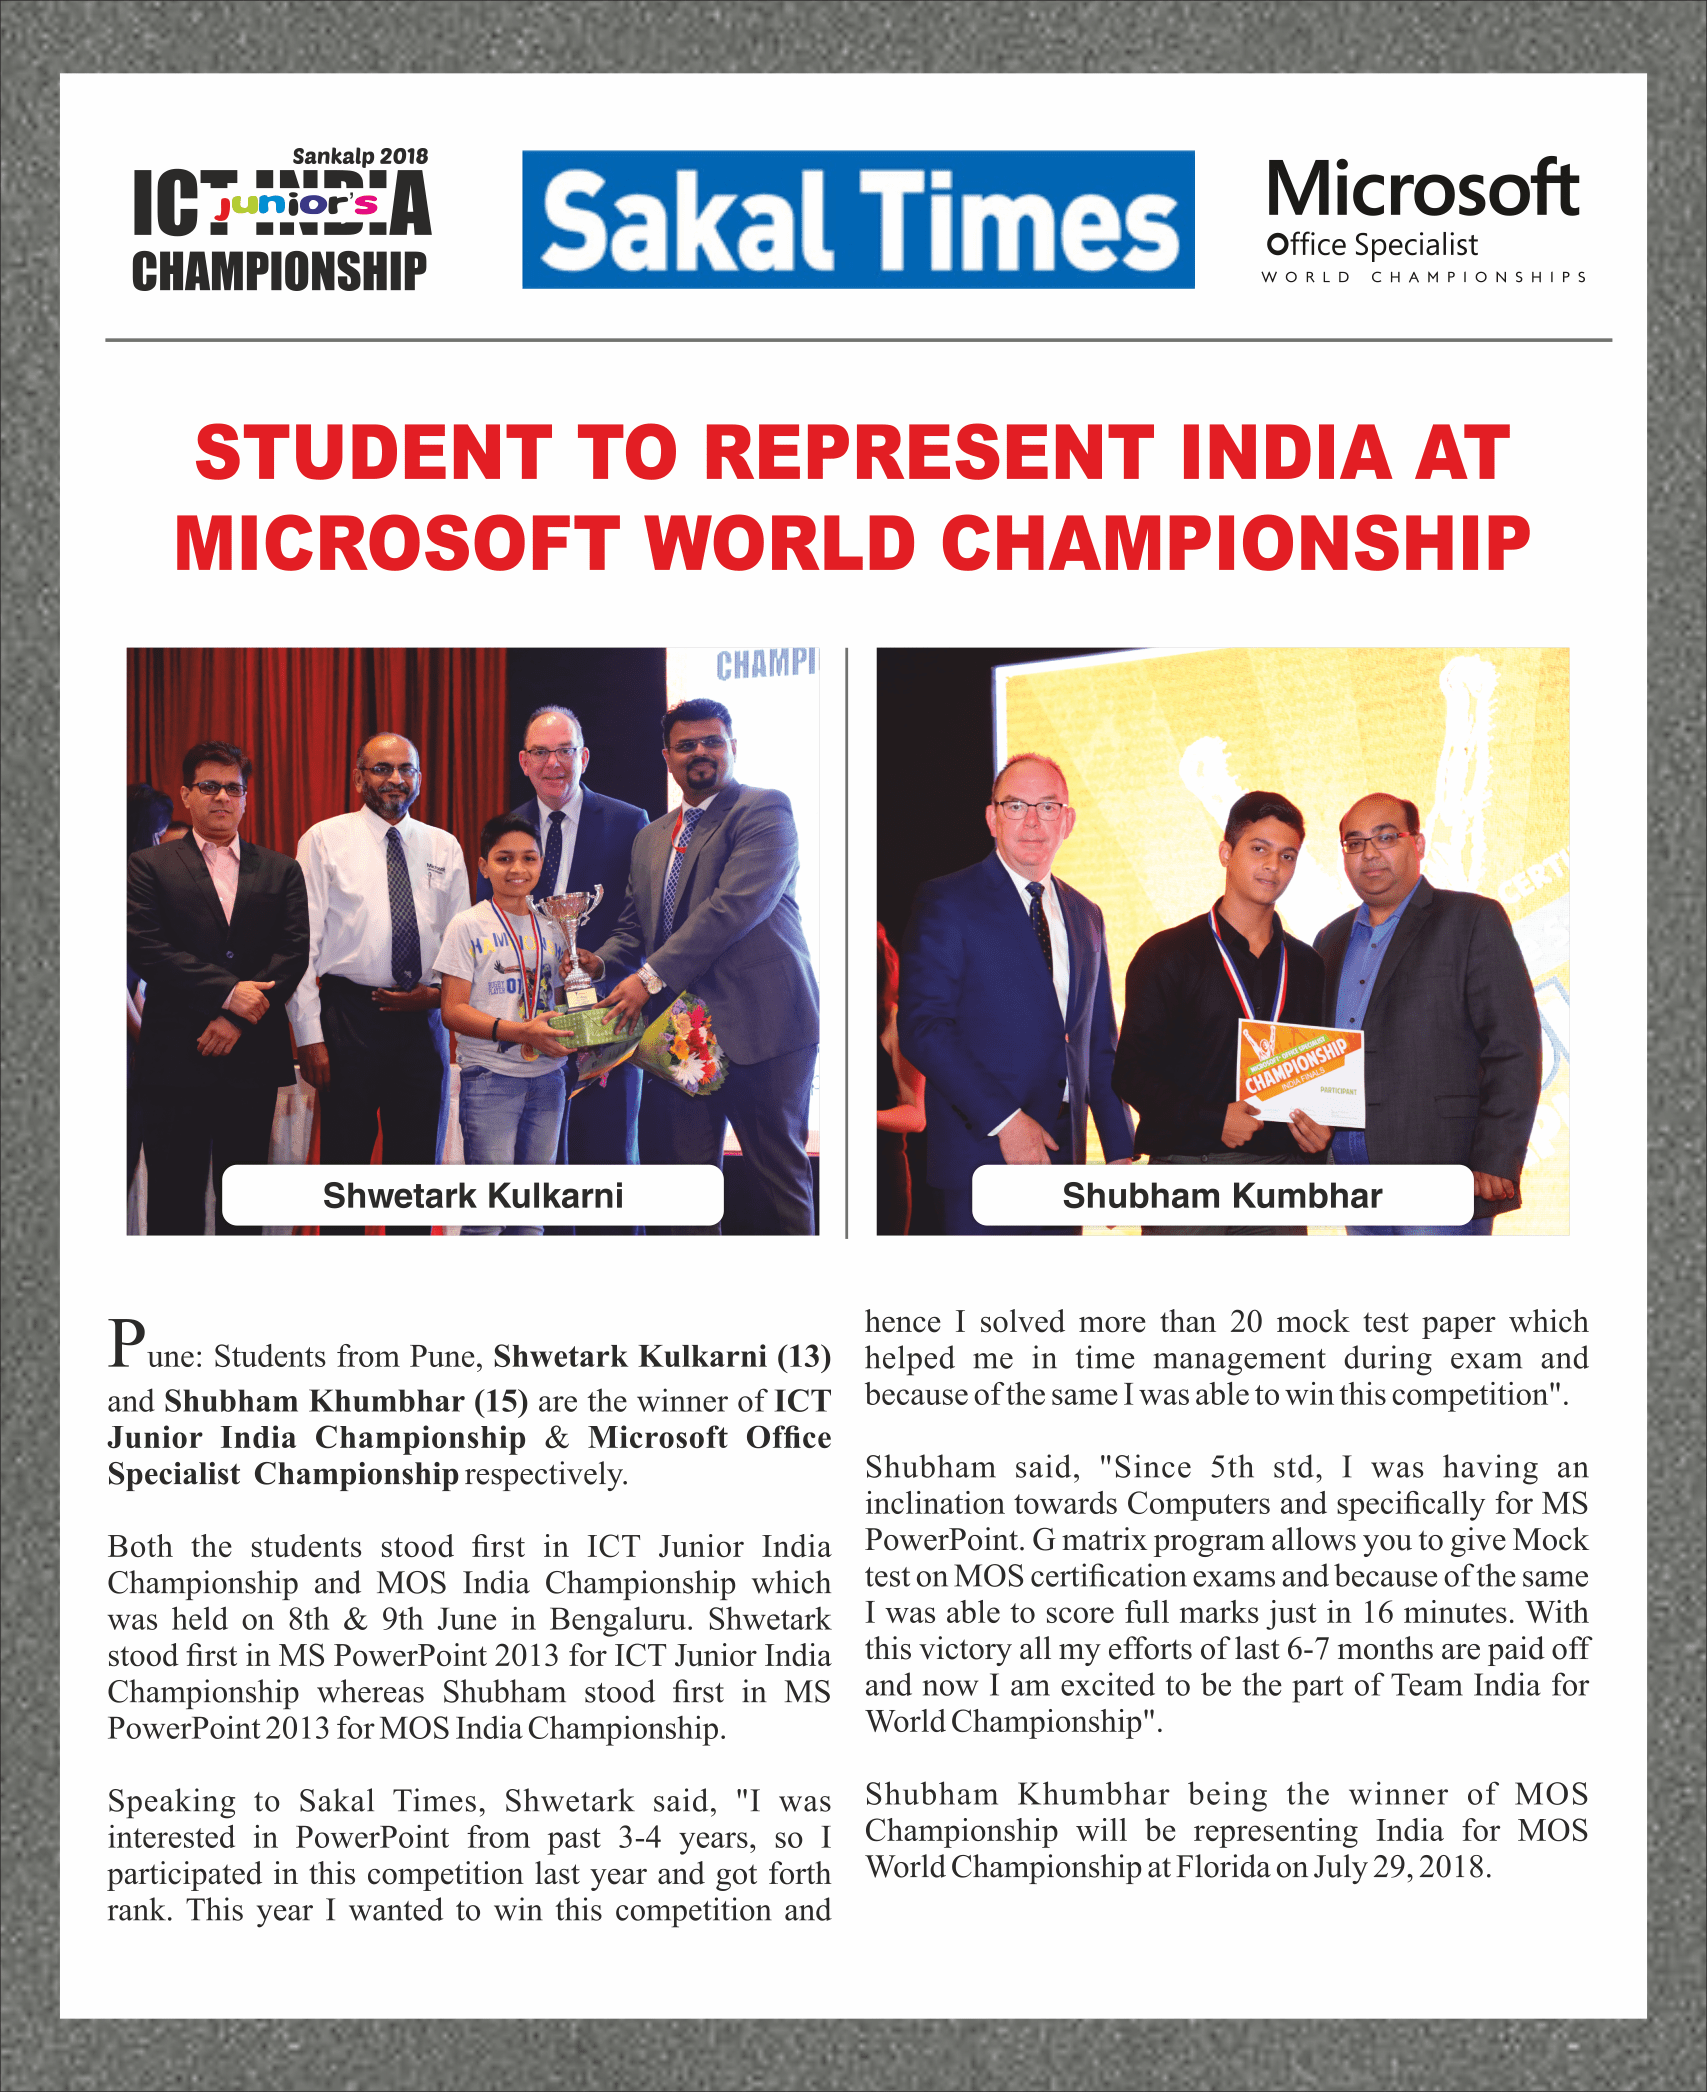 Sankalp 2018
ICT INDIA
junior's
CHAMPIONSHIP
Sakal Times
Microsoft
Office Specialist
WORLD CHAMPIONSHIPS
STUDENT TO REPRESENT INDIA AT
MICROSOFT WORLD CHAMPIONSHIP
CHAMPI
Microsoft
Shwetark Kulkarni
CERTI
MICROSOFT OFFICE SPECIALIST
CHAMPIONSHIP
INDIA FINALS
PARTICIPANT
Shubham Kumbhar
Pune: Students from Pune, Shwetark Kulkarni (13)
and Shubham Khumbhar (15) are the winner of ICT
Junior India Championship & Microsoft Office
Specialist Championship respectively.
Both the students stood first in ICT Junior India
Championship and MOS India Championship which
was held on 8th & 9th June in Bengaluru. Shwetark
stood first in MS PowerPoint 2013 for ICT Junior India
Championship whereas Shubham stood first in MS
PowerPoint 2013 for MOS India Championship.
Speaking to Sakal Times, Shwetark said, "I was
interested in PowerPoint from past 3-4 years, so I
participated in this competition last year and got forth
rank. This year I wanted to win this competition and
hence I solved more than 20 mock test paper which
helped me in time management during exam and
because of the same I was able to win this competition".
Shubham said, "Since 5th std, I was having an
inclination towards Computers and specifically for MS
PowerPoint. G matrix program allows you to give Mock
test on MOS certification exams and because of the same
I was able to score full marks just in 16 minutes. With
this victory all my efforts of last 6-7 months are paid off
and now I am excited to be the part of Team India for
World Championship".
Shubham Khumbhar being the winner of MOS
Championship will be representing India for MOS
World Championship at Florida on July 29, 2018.